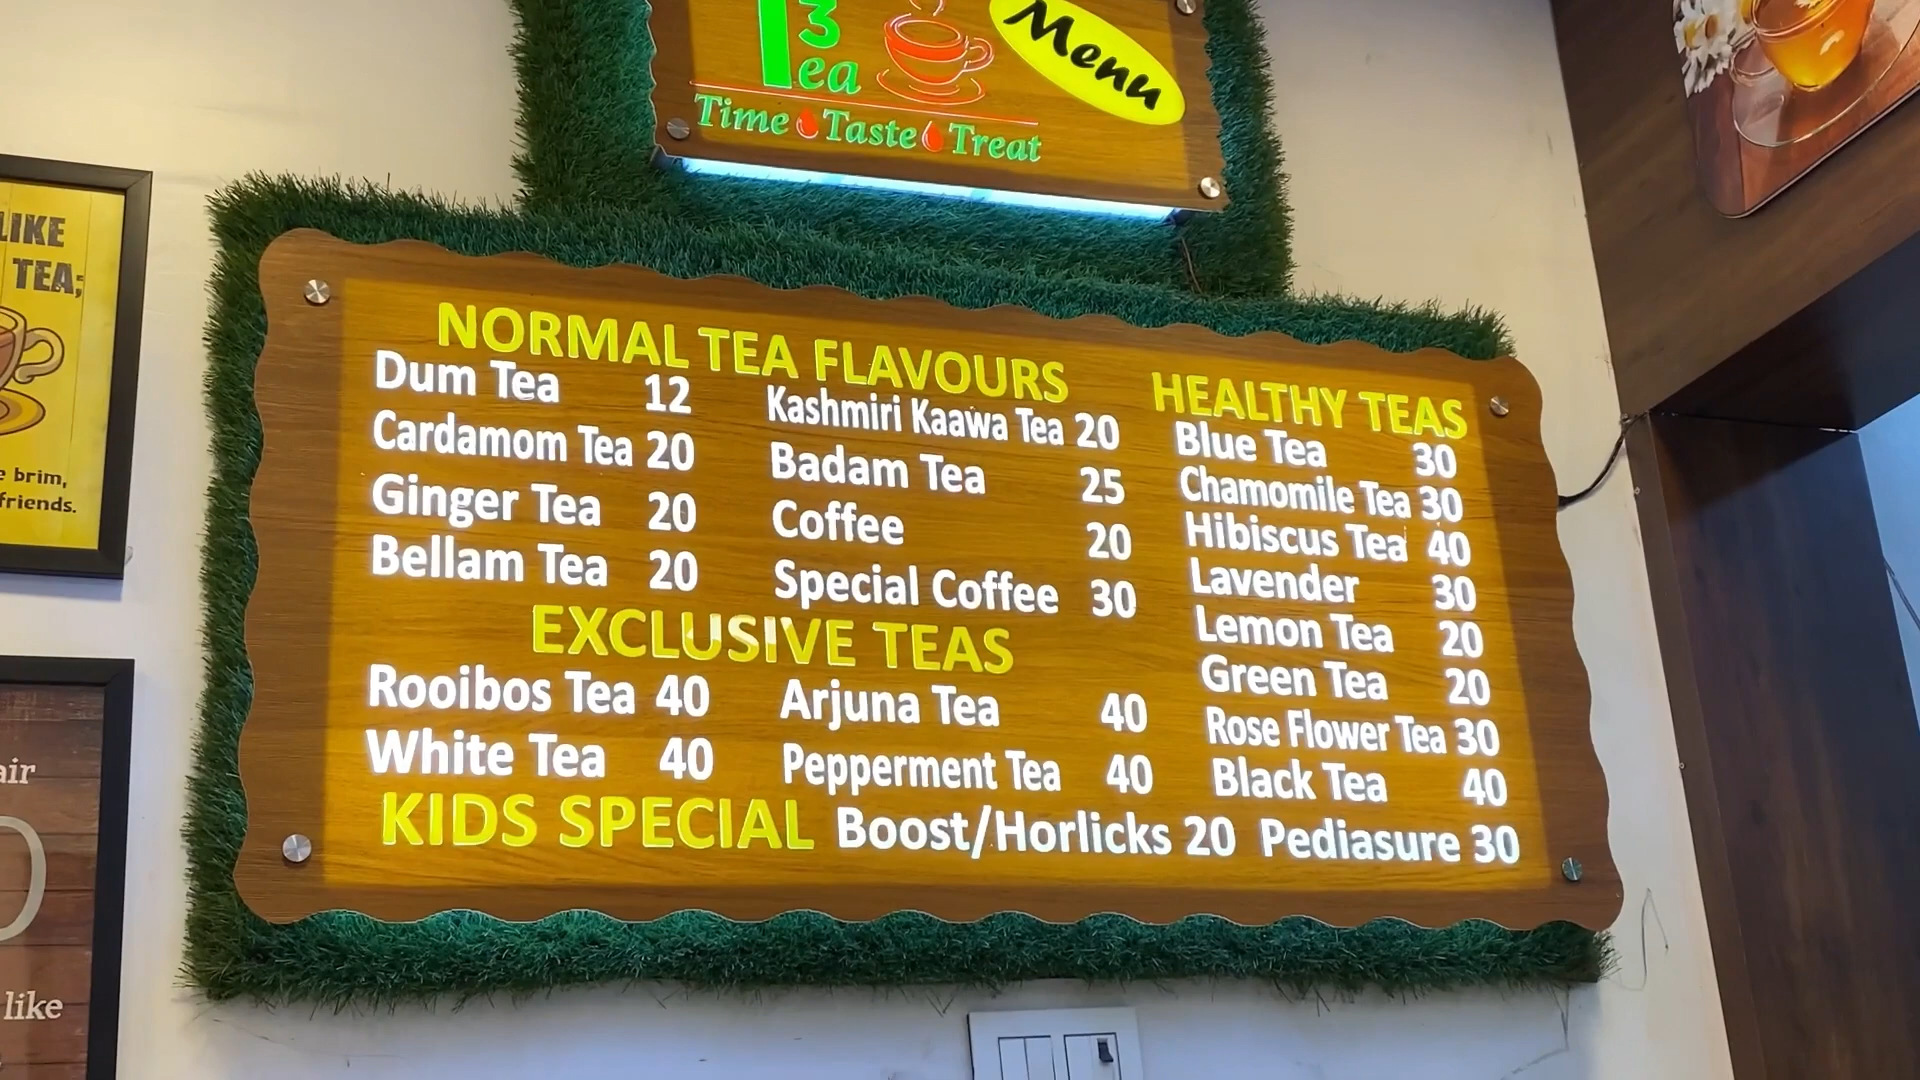 T3
ea
Menu
Time Taste Treat
LIKE
TEA;
e brim,
friends.
air
like
NORMAL TEA FLAVOURS
Dum Tea 12
Cardamom Tea 20
Ginger Tea 20
Bellam Tea 20
Kashmiri Kaawa Tea 20
Badam Tea 25
Coffee 20
Special Coffee 30
EXCLUSIVE TEAS
Rooibos Tea 40
White Tea 40
Arjuna Tea 40
Pepperment Tea 40
HEALTHY TEAS
Blue Tea 30
Chamomile Tea 30
Hibiscus Tea 40
Lavender 30
Lemon Tea 20
Green Tea 20
Rose Flower Tea 30
Black Tea 40
KIDS SPECIAL Boost/Horlicks 20 Pediasure 30